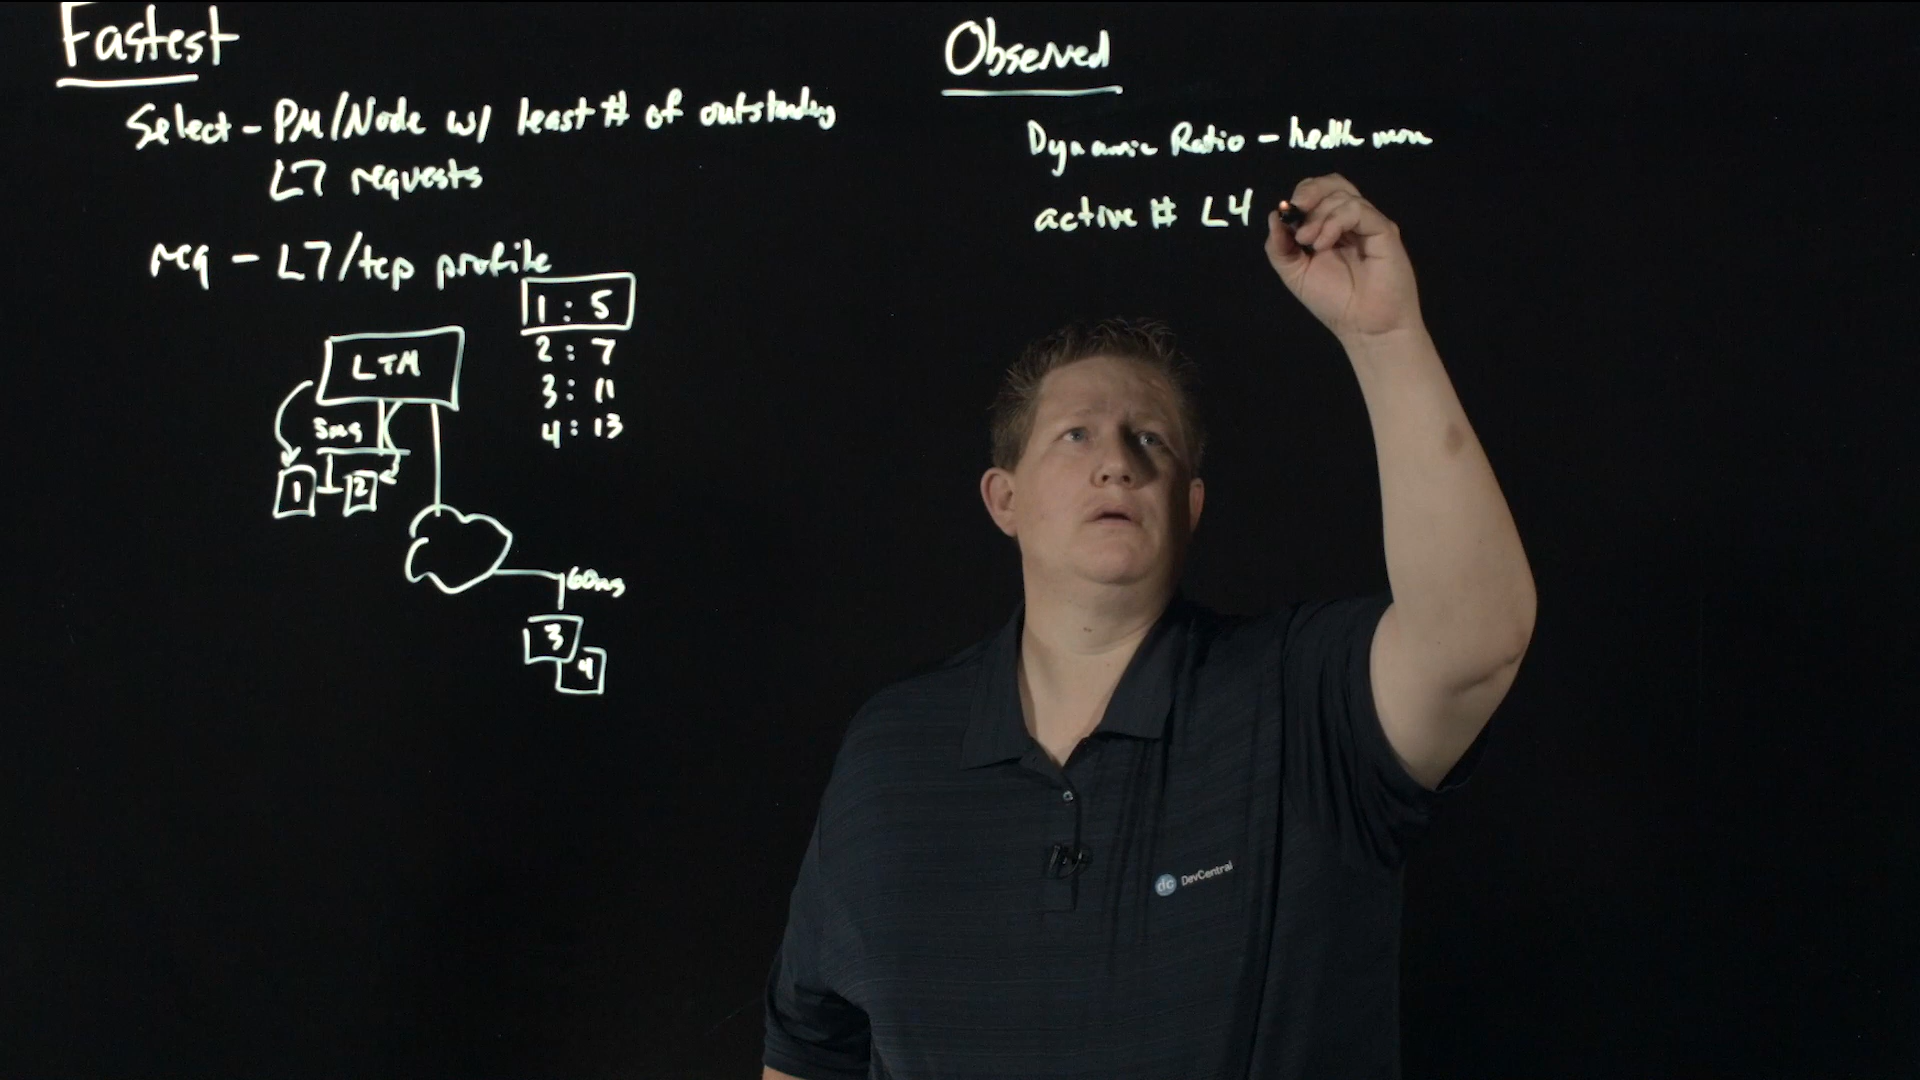 Fastest
Select - PM/Node w/ least # of outstanding
L7 requests
req - L7/tcp profile
1 : 5
2 : 7
3 : 11
4 : 13
LTM
5ms
1
2
60ms
3
4
Observed
Dynamic Ratio - health mon
active # L4
dc DevCentral